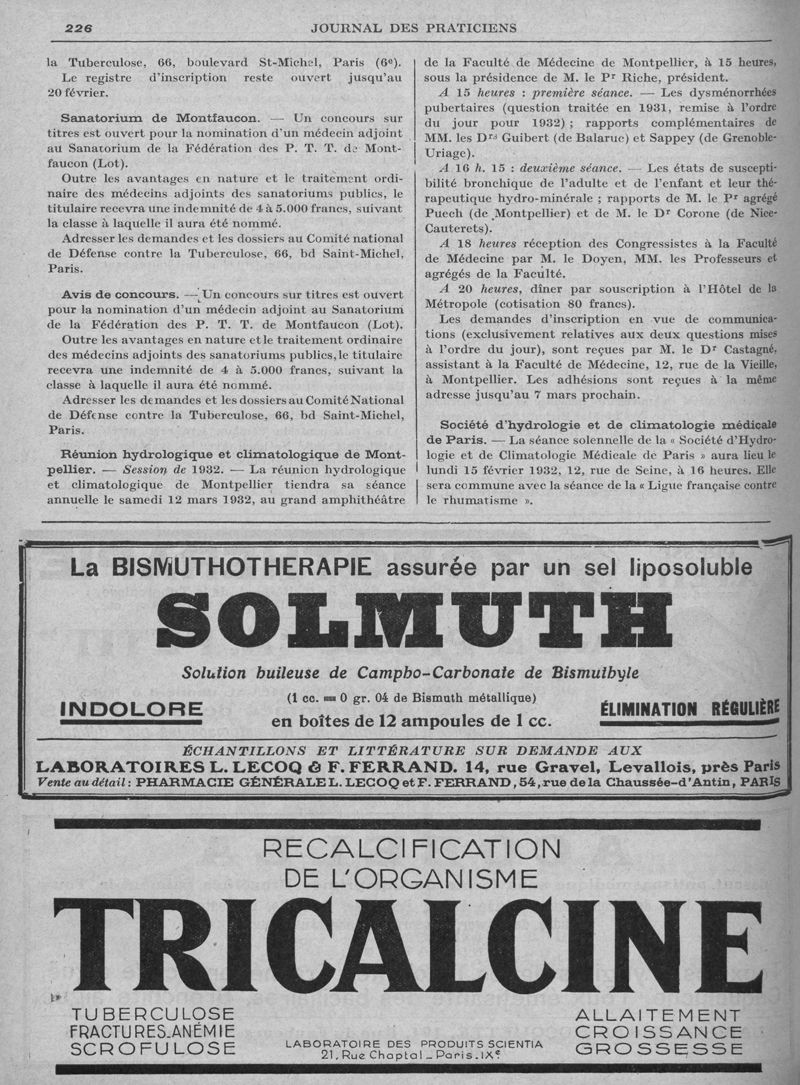 226
JOURNAL DES PRATICIENS
la Tuberculose, 66, boulevard St-Michel, Paris (6e).
Le registre d'inscription reste ouvert jusqu'au
20 février.
Sanatorium de Montfaucon. — Un concours sur
titres est ouvert pour la nomination d'un médecin adjoint
au Sanatorium de la Fédération des P. T. T. de Mont-
faucon (Lot).
Outre les avantages en nature et le traitement ordi-
naire des médecins adjoints des sanatoriums publics, le
titulaire recevra une indemnité de 4 à 5.000 francs, suivant
la classe à laquelle il aura été nommé.
Adresser les demandes et les dossiers au Comité national
de Défense contre la Tuberculose, 66, bd Saint-Michel,
Paris.
Avis de concours. — Un concours sur titres est ouvert
pour la nomination d'un médecin adjoint au Sanatorium
de la Fédération des P. T. T. de Montfaucon (Lot).
Outre les avantages en nature et le traitement ordinaire
des médecins adjoints des sanatoriums publics, le titulaire
recevra une indemnité de 4 à 5.000 francs, suivant la
classe à laquelle il aura été nommé.
Adresser les demandes et les dossiers au Comité National
de Défense contre la Tuberculose, 66, bd Saint-Michel,
Paris.
Réunion hydrologique et climatologique de Mont-
pellier. — Session de 1932. — La réunion hydrologique
et climatologique de Montpellier tiendra sa séance
annuelle le samedi 12 mars 1932, au grand amphithéâtre
de la Faculté de Médecine de Montpellier, à 15 heures,
sous la présidence de M. le Pr Riche, président.
A 15 heures : première séance. — Les dysménorrhées
pubertaires (question traitée en 1931, remise à l'ordre
du jour pour 1932) ; rapports complémentaires de
MM. les Drs Guibert (de Balaruc) et Sappey (de Grenoble-
Uriage).
A 16 h. 15 : deuxième séance. — Les états de suscepti-
bilité bronchique de l'adulte et de l'enfant et leur thé-
rapeutique hydro-minérale ; rapports de M. le Pr agrégé
Puech (de Montpellier) et de M. le Dr Corone (de Nice-
Cauterets).
A 18 heures réception des Congressistes à la Faculté
de Médecine par M. le Doyen, MM. les Professeurs et
agrégés de la Faculté.
A 20 heures, dîner par souscription à l'Hôtel de la
Métropole (cotisation 80 francs).
Les demandes d'inscription en vue de communica-
tions (exclusivement relatives aux deux questions mises
à l'ordre du jour), sont reçues par M. le Dr Castagné,
assistant à la Faculté de Médecine, 12, rue de la Vieille,
à Montpellier. Les adhésions sont reçues à la même
adresse jusqu'au 7 mars prochain.
Société d'hydrologie et de climatologie médicale
de Paris. — La séance solennelle de la « Société d'Hydro-
logie et de Climatologie Médicale de Paris » aura lieu le
lundi 15 février 1932, 12, rue de Seine, à 16 heures. Elle
sera commune avec la séance de la « Ligue française contre
le rhumatisme ».
La BISMUTHOTHERAPIE assurée par un sel liposoluble
SOLMUTH
Solution huileuse de Campho-Carbonate de Bismuthyle
(1 cc. = 0 gr. 04 de Bismuth métallique)
INDOLORE
en boîtes de 12 ampoules de 1 cc.
ÉLIMINATION RÉGULIÈRE
ÉCHANTILLONS ET LITTÉRATURE SUR DEMANDE AUX
LABORATOIRES L. LECOQ & F. FERRAND. 14, rue Gravel, Levallois, près Paris
Vente au détail : PHARMACIE GÉNÉRALE L. LECOQ et F. FERRAND, 54, rue de la Chaussée-d'Antin, PARIS
RECALCIFICATION
DE L'ORGANISME
TRICALCINE
TUBERCULOSE
FRACTURES.ANÉMIE
SCROFULOSE
LABORATOIRE DES PRODUITS SCIENTIA
21, Rue Chaptal _ Paris. IXe
ALLAITEMENT
CROISSANCE
GROSSESSE